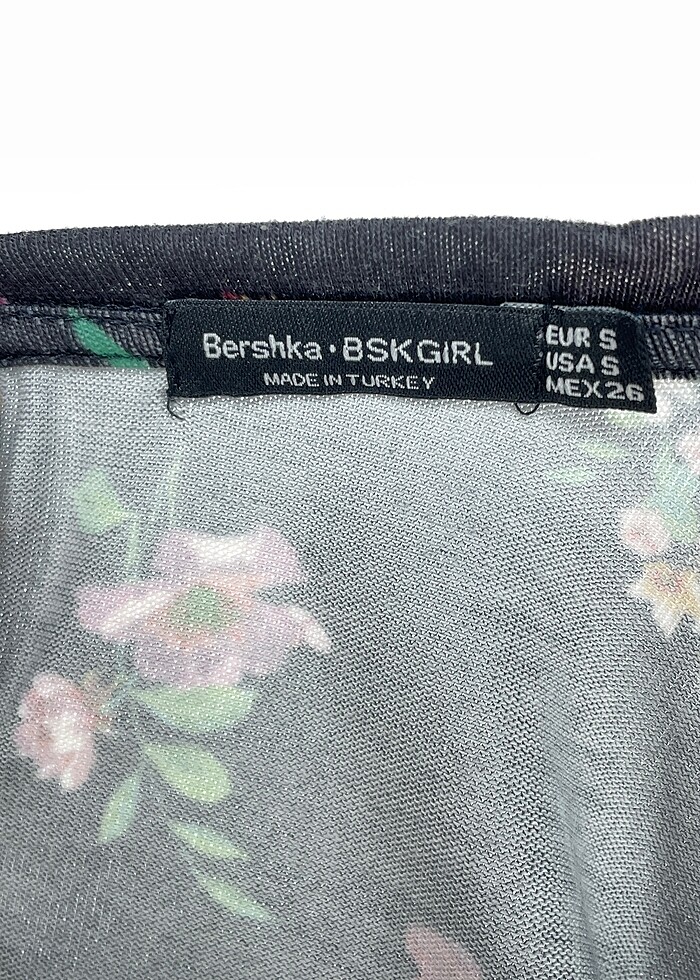 Bershka • BSKGIRL
MADE IN TURKEY
EUR S
USA S
MEX 26